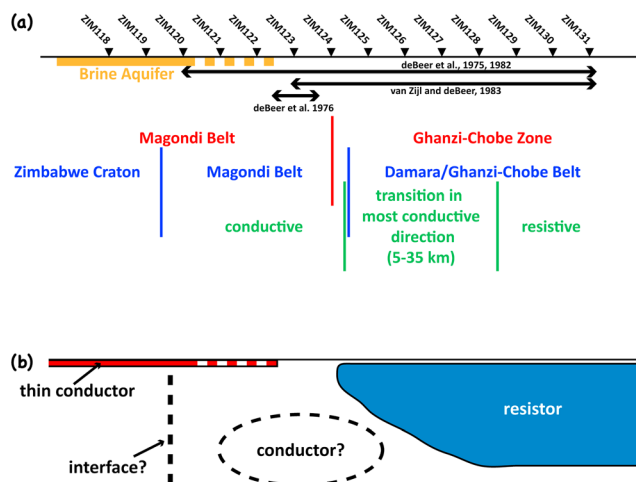 (a)
ZIM118
ZIM119
ZIM120
ZIM121
ZIM122
ZIM123
ZIM124
ZIM125
ZIM126
ZIM127
ZIM128
ZIM129
ZIM130
ZIM131
Brine Aquifer
deBeer et al., 1975, 1982
van Zijl and deBeer, 1983
deBeer et al. 1976
Magondi Belt
Ghanzi-Chobe Zone
Zimbabwe Craton
Magondi Belt
Damara/Ghanzi-Chobe Belt
conductive
transition in
most conductive
direction
(5-35 km)
resistive
(b)
thin conductor
interface?
conductor?
resistor